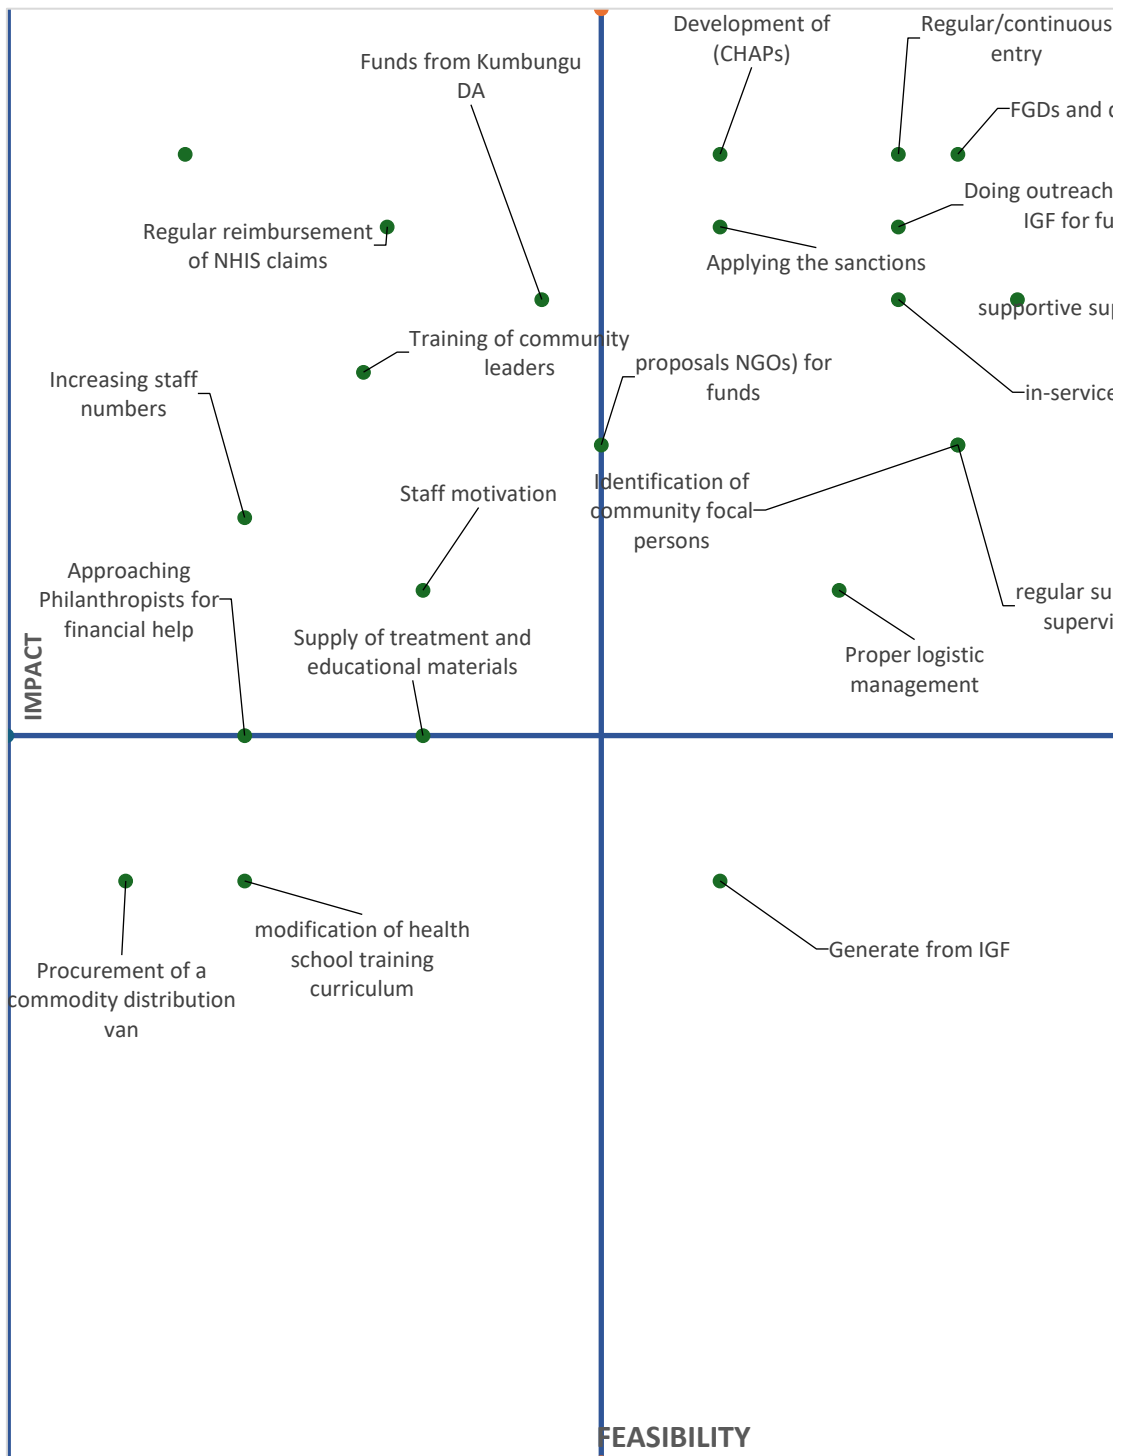 Development of
(CHAPs)
Regular/continuous
entry
Funds from Kumbungu
DA
FGDs and
Doing outreach
IGF for
Regular reimbursement
of NHIS claims
Applying the sanctions
supportive
Training of community
leaders
proposals NGOs) for
funds
Increasing staff
numbers
in-service
Identification of
community focal
persons
Staff motivation
Approaching
Philanthropists for
financial help
regular
Supply of treatment and
educational materials
Proper logistic
management
IMPACT
modification of health
school training
curriculum
Generate from IGF
Procurement of a
commodity distribution
van
FEASIBILITY